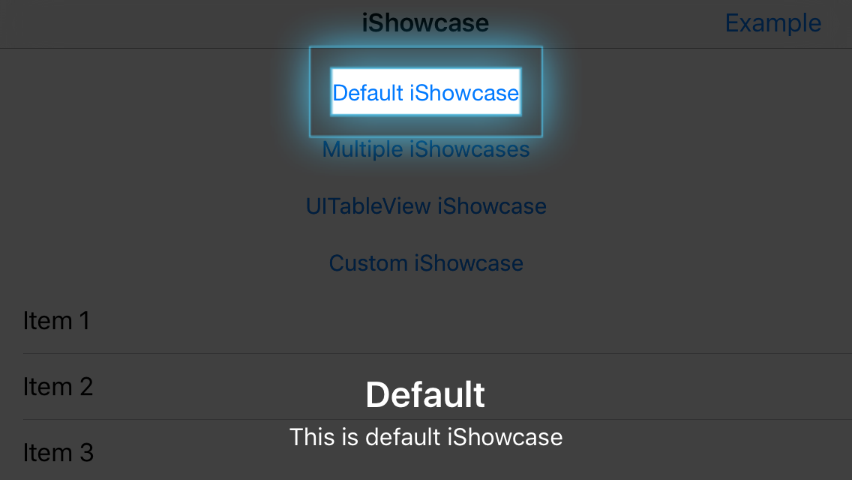 iShowcase
Example
Default iShowcase
Multiple iShowcases
UITableView iShowcase
Custom iShowcase
Item 1
Item 2
Default
This is default iShowcase
Item 3